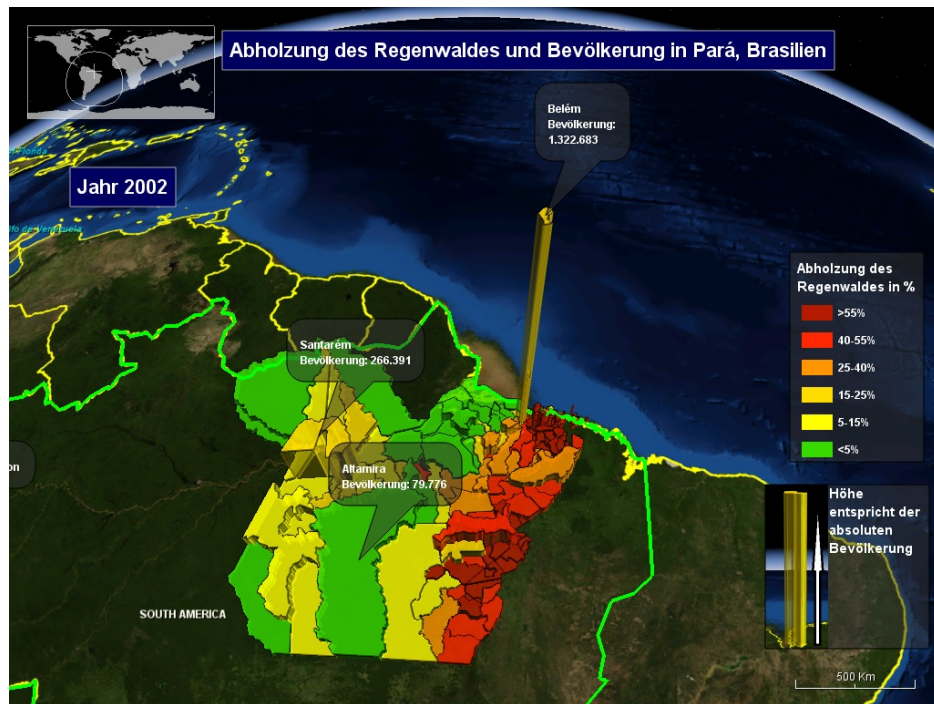 Abholzung des Regenwaldes und Bevölkerung in Pará, Brasilien
Belém
Bevölkerung:
1.322.683
Jahr 2002
Abholzung des
Regenwaldes in %
>55%
40-55%
25-40%
15-25%
5-15%
<5%
Santarém
Bevölkerung: 266.391
Altamira
Bevölkerung: 79.776
on
Höhe
entspricht der
absoluten
Bevölkerung
SOUTH AMERICA
500 Km